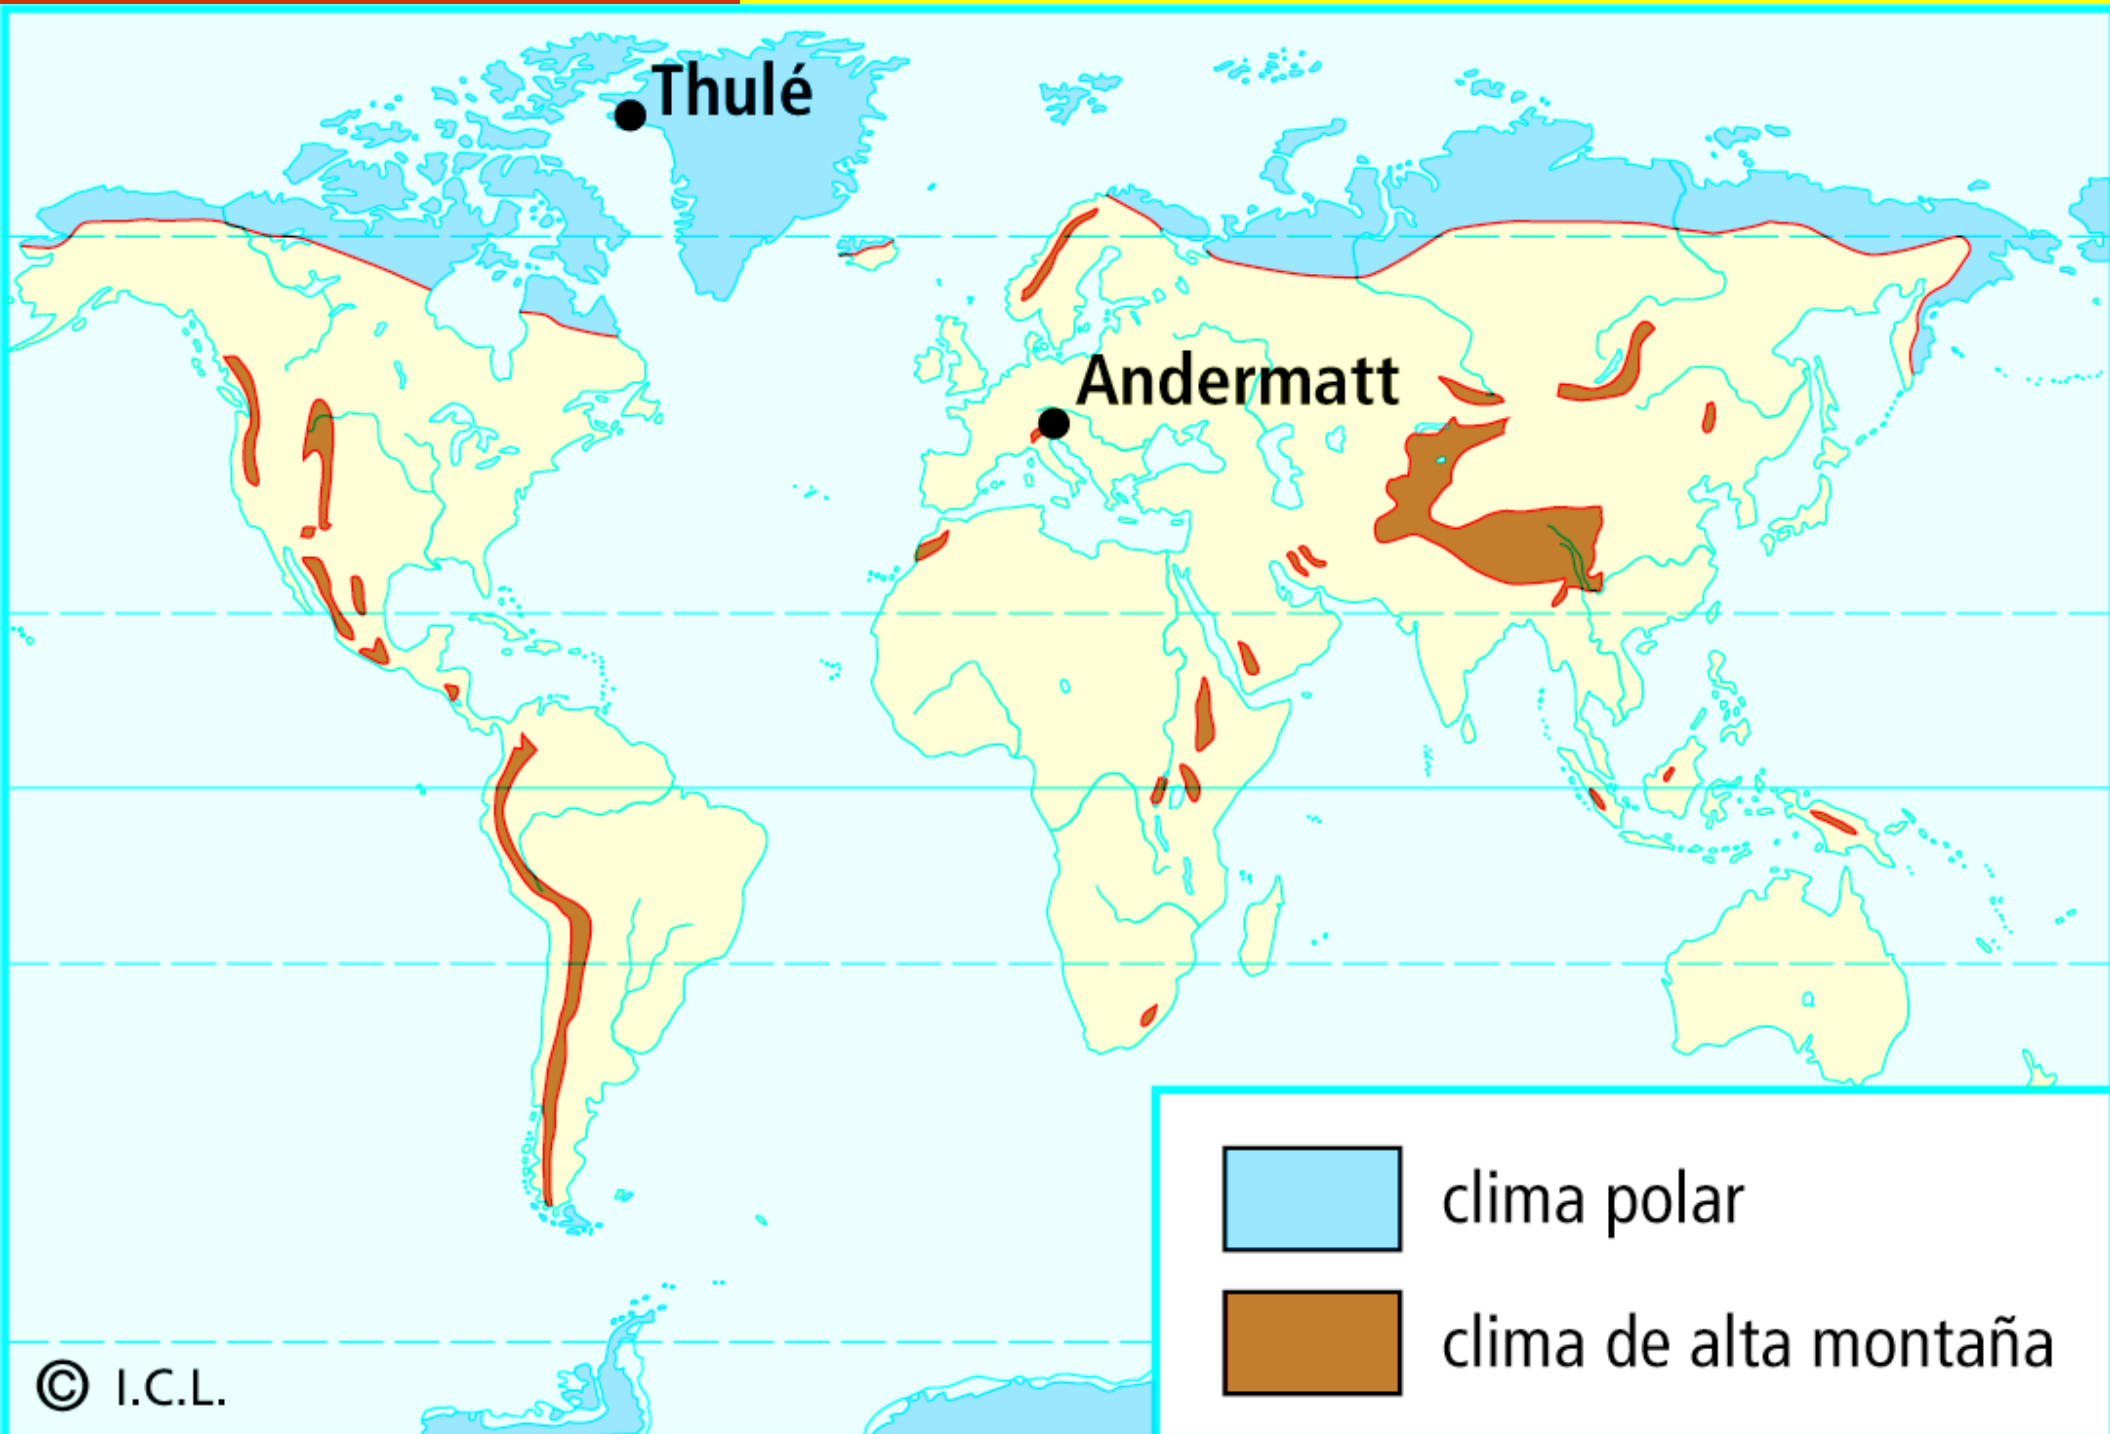 Thulé
Andermatt
clima polar
clima de alta montaña
© I.C.L.